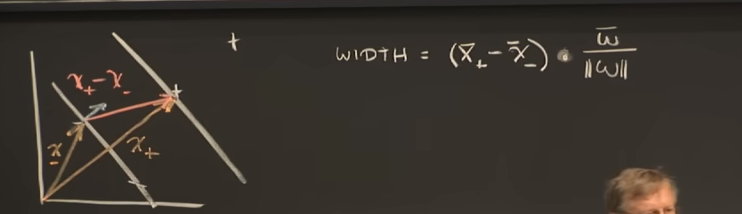 +
WIDTH = (x̄₊ - x̄₋) · w̄ / ||w||
x₊ - x₋
+
x₋
x₊
-